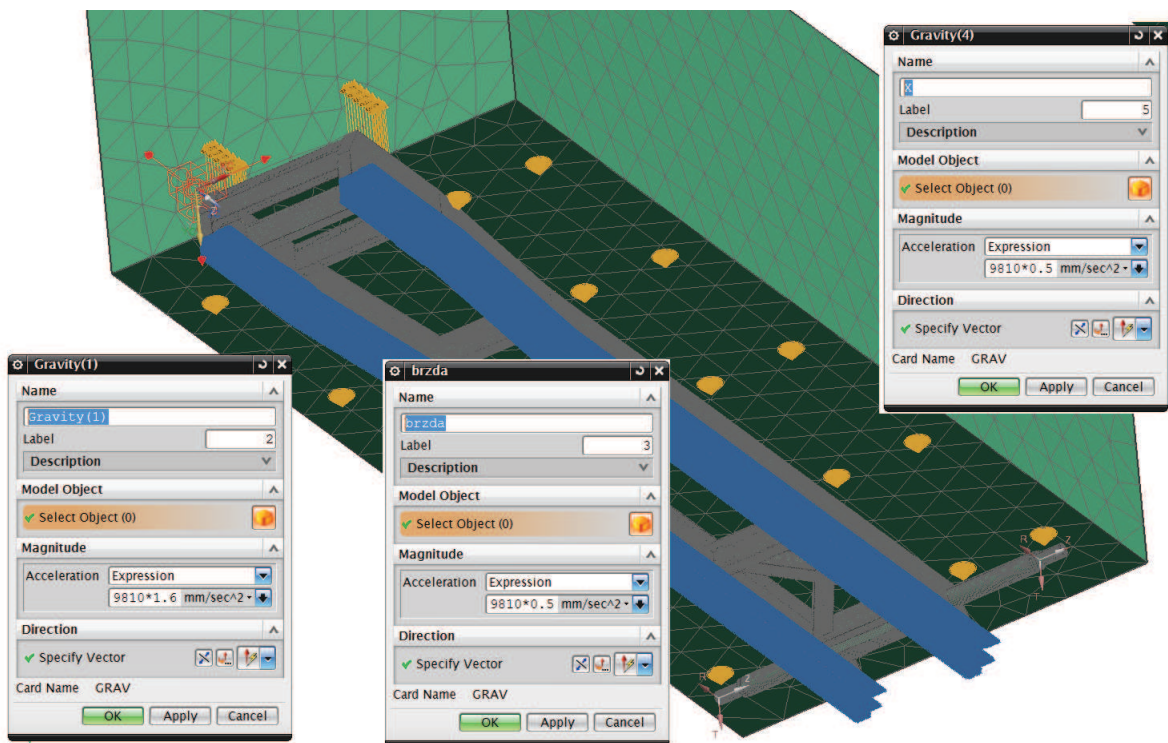 Gravity(4)
Name
X
Label 5
Description
Model Object
Select Object (0)
Magnitude
Acceleration Expression
9810*0.5 mm/sec^2
Direction
Specify Vector
Card Name GRAV
OK Apply Cancel
Gravity(1)
Name
Gravity(1)
Label 2
Description
Model Object
Select Object (0)
Magnitude
Acceleration Expression
9810*1.6 mm/sec^2
Direction
Specify Vector
Card Name GRAV
OK Apply Cancel
brzda
Name
brzda
Label 3
Description
Model Object
Select Object (0)
Magnitude
Acceleration Expression
9810*0.5 mm/sec^2
Direction
Specify Vector
Card Name GRAV
OK Apply Cancel
Z
R Z
T
R Z
T